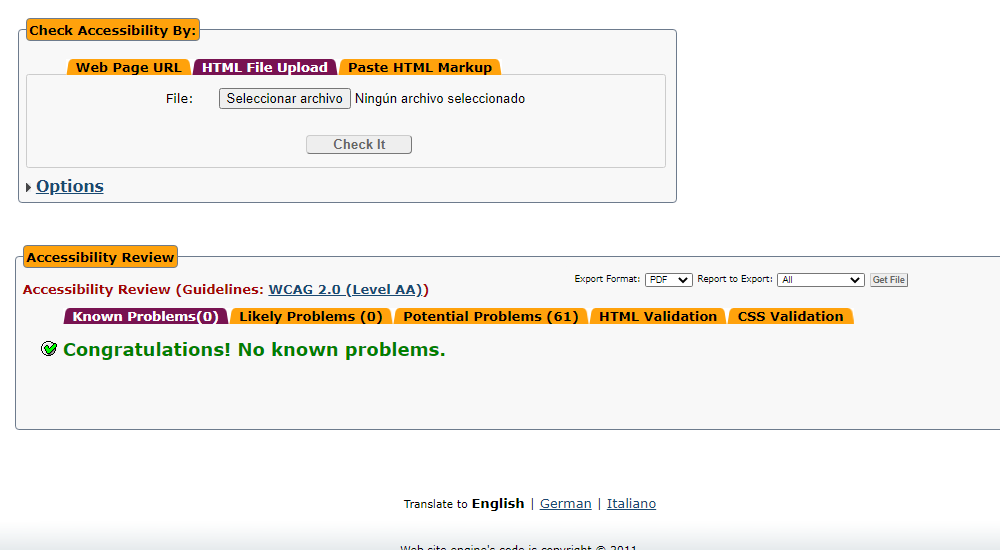 Check Accessibility By:
Web Page URL HTML File Upload Paste HTML Markup
File: Seleccionar archivo Ningún archivo seleccionado
Check It
Options
Accessibility Review
Export Format: PDF Report to Export: All Get File
Accessibility Review (Guidelines: WCAG 2.0 (Level AA))
Known Problems(0) Likely Problems (0) Potential Problems (61) HTML Validation CSS Validation
Congratulations! No known problems.
Translate to English | German | Italiano
Web site engine's code is copyright © 2011